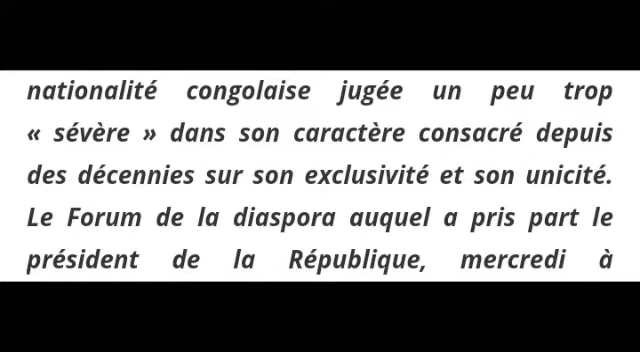 nationalité congolaise jugée un peu trop
« sévère » dans son caractère consacré depuis
des décennies sur son exclusivité et son unicité.
Le Forum de la diaspora auquel a pris part le
président de la République, mercredi à